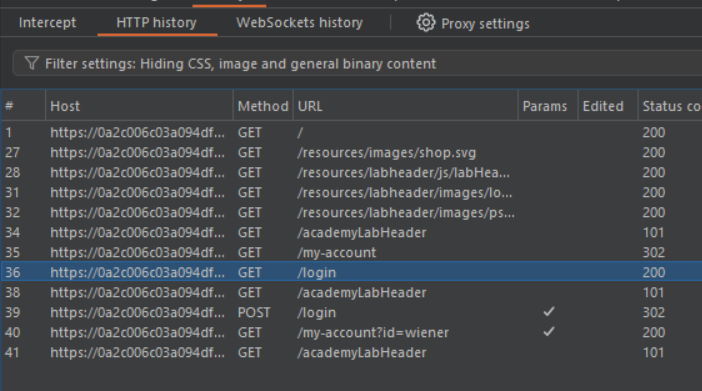 Intercept HTTP history WebSockets history Proxy settings
Filter settings: Hiding CSS, image and general binary content
# Host Method URL Params Edited Status co
1 https://0a2c006c03a094df... GET / 200
27 https://0a2c006c03a094df... GET /resources/images/shop.svg 200
28 https://0a2c006c03a094df... GET /resources/labheader/js/labHea... 200
31 https://0a2c006c03a094df... GET /resources/labheader/images/lo... 200
32 https://0a2c006c03a094df... GET /resources/labheader/images/ps... 200
34 https://0a2c006c03a094df... GET /academyLabHeader 101
35 https://0a2c006c03a094df... GET /my-account 302
36 https://0a2c006c03a094df... GET /login 200
38 https://0a2c006c03a094df... GET /academyLabHeader 101
39 https://0a2c006c03a094df... POST /login ✓ 302
40 https://0a2c006c03a094df... GET /my-account?id=wiener ✓ 200
41 https://0a2c006c03a094df... GET /academyLabHeader 101